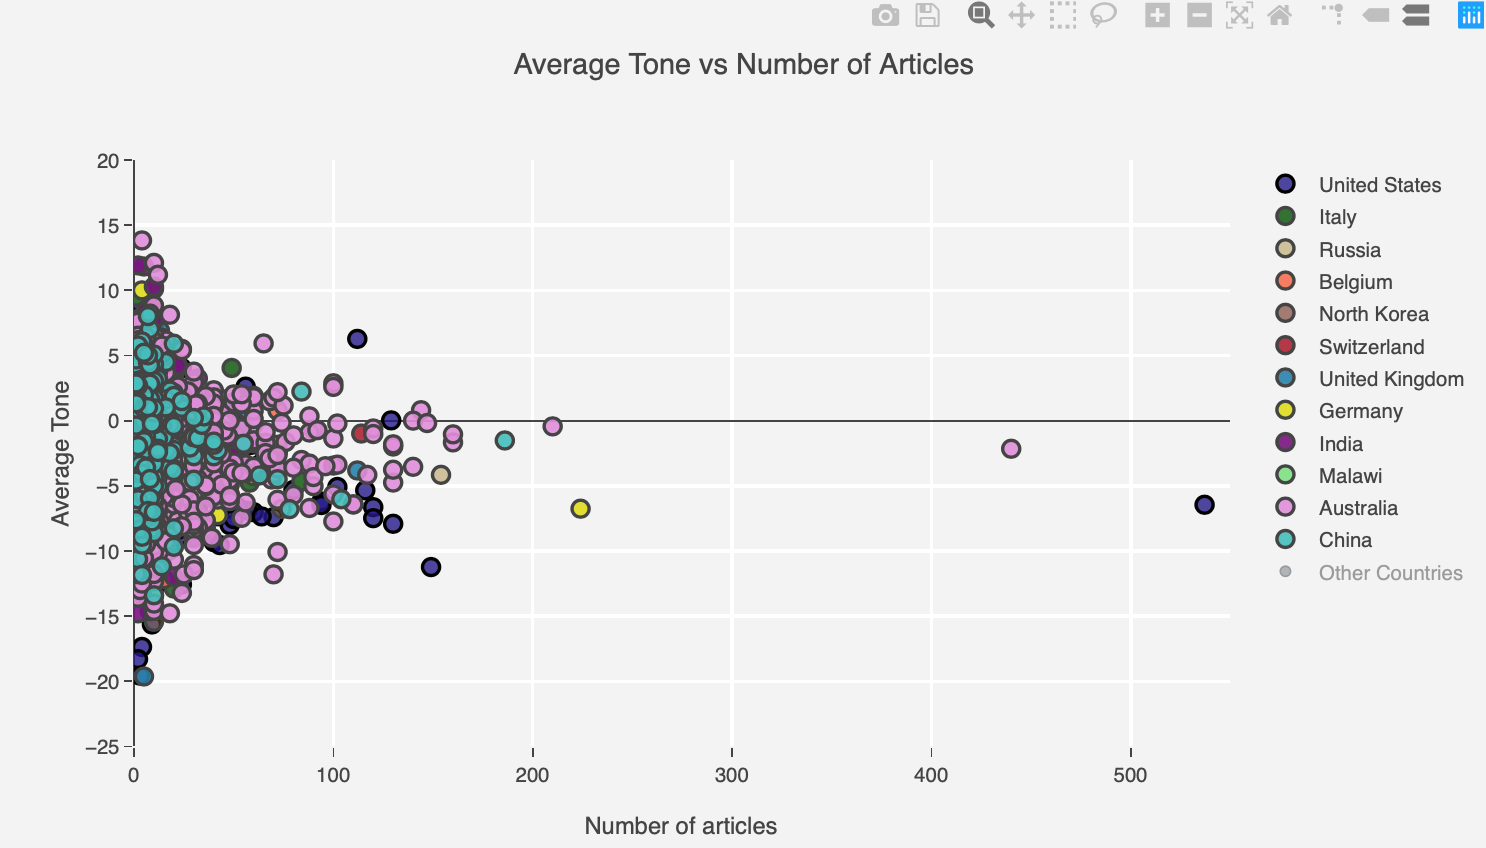 Average Tone vs Number of Articles
20
15
10
5
0
−5
−10
−15
−20
−25
Average Tone
0 100 200 300 400 500
Number of articles
United States
Italy
Russia
Belgium
North Korea
Switzerland
United Kingdom
Germany
India
Malawi
Australia
China
Other Countries